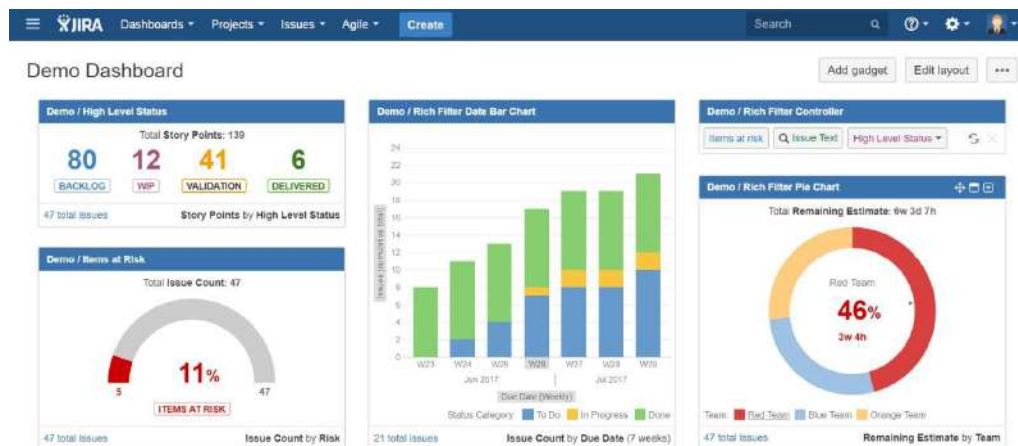 JIRA Dashboards Projects Issues Agile Create Search
Demo Dashboard
Add gadget Edit layout
Demo / High Level Status
Total Story Points: 139
80 12 41 6
BACKLOG WIP VALIDATION DELIVERED
47 total issues Story Points by High Level Status
Demo / Items at Risk
Total Issue Count: 47
11%
5 47
ITEMS AT RISK
47 total issues Issue Count by Risk
Demo / Rich Filter Date Bar Chart
Issues (cumulative total)
24
22
20
18
16
14
12
10
8
6
4
2
0
W23 W24 W25 W26 W27 W28 W29
Jun 2017 Jul 2017
Due Date (Weekly)
Status Category: To Do In Progress Done
21 total issues Issue Count by Due Date (7 weeks)
Demo / Rich Filter Controller
Items at risk Issue Text High Level Status
Demo / Rich Filter Pie Chart
Total Remaining Estimate: 6w 3d 7h
Red Team
46%
3w 4h
Team: Red Team Blue Team Orange Team
47 total issues Remaining Estimate by Team